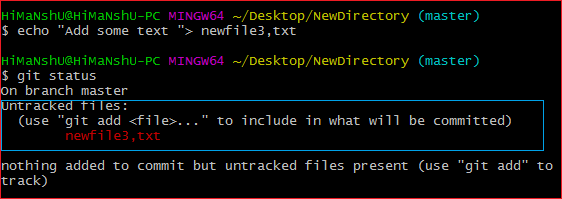 HiMaNshU@HiMaNshU-PC MINGW64 ~/Desktop/NewDirectory (master)
$ echo "Add some text "> newfile3,txt
HiMaNshU@HiMaNshU-PC MINGW64 ~/Desktop/NewDirectory (master)
$ git status
On branch master
Untracked files:
(use "git add <file>..." to include in what will be committed)
newfile3,txt
nothing added to commit but untracked files present (use "git add" to
track)